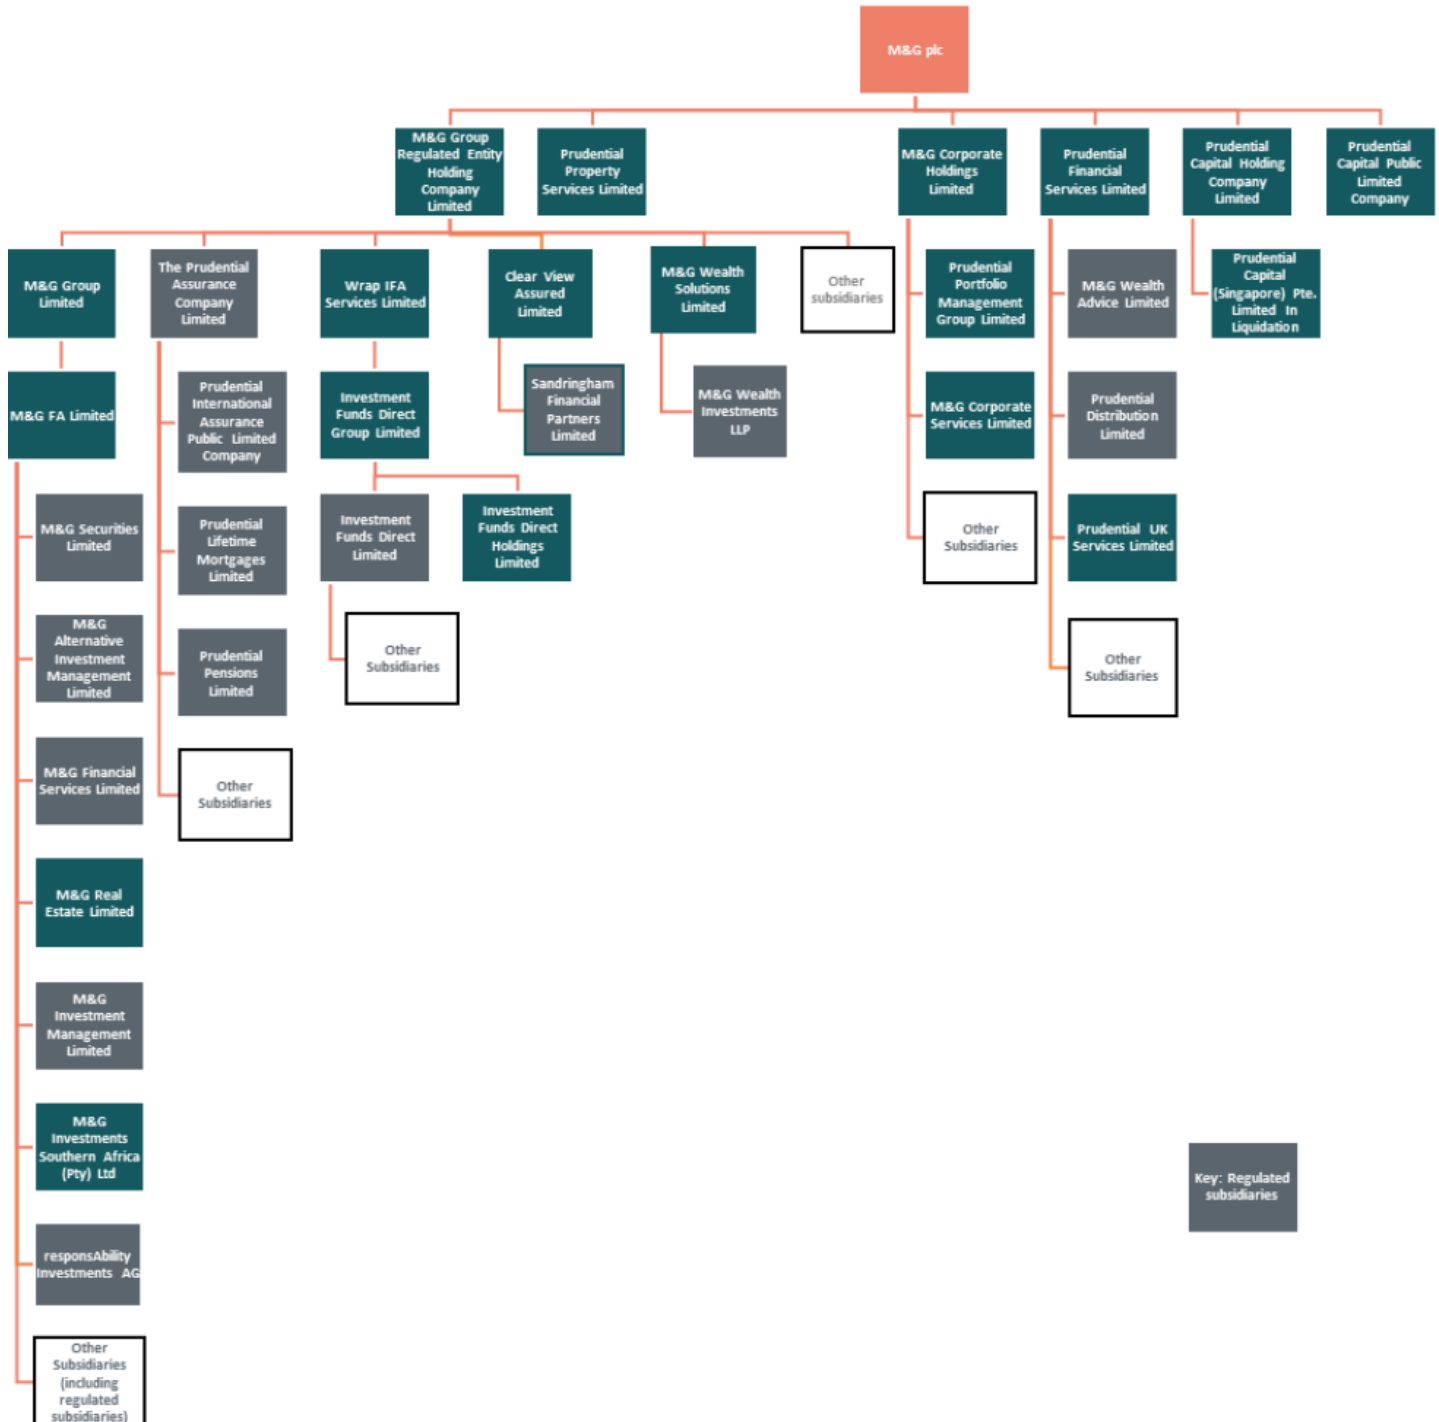 M&G plc
M&G Group
Regulated Entity
Holding
Company
Limited
Prudential
Property
Services Limited
M&G Corporate
Holdings
Limited
Prudential
Financial
Services Limited
Prudential
Capital Holding
Company
Limited
Prudential
Capital Public
Limited
Company
M&G Group
Limited
The Prudential
Assurance
Company
Limited
Wrap IFA
Services Limited
Clear View
Assured
Limited
M&G Wealth
Solutions
Limited
Other
subsidiaries
Prudential
Portfolio
Management
Group Limited
M&G Wealth
Advice Limited
Prudential
Capital
(Singapore) Pte.
Limited In
Liquidation
M&G FA Limited
Prudential
International
Assurance
Public Limited
Company
Investment
Funds Direct
Group Limited
Sandringham
Financial
Partners
Limited
M&G Wealth
Investments
LLP
M&G Corporate
Services Limited
Prudential
Distribution
Limited
M&G Securities
Limited
Prudential
Lifetime
Mortgages
Limited
Investment
Funds Direct
Limited
Investment
Funds Direct
Holdings
Limited
Other
Subsidiaries
Prudential UK
Services Limited
M&G
Alternative
Investment
Management
Limited
Prudential
Pensions
Limited
Other
Subsidiaries
Other
Subsidiaries
M&G Financial
Services Limited
Other
Subsidiaries
M&G Real
Estate Limited
M&G
Investment
Management
Limited
M&G
Investments
Southern Africa
(Pty) Ltd
Key: Regulated
subsidiaries
responsAbility
Investments AG
Other
Subsidiaries
(including
regulated
subsidiaries)